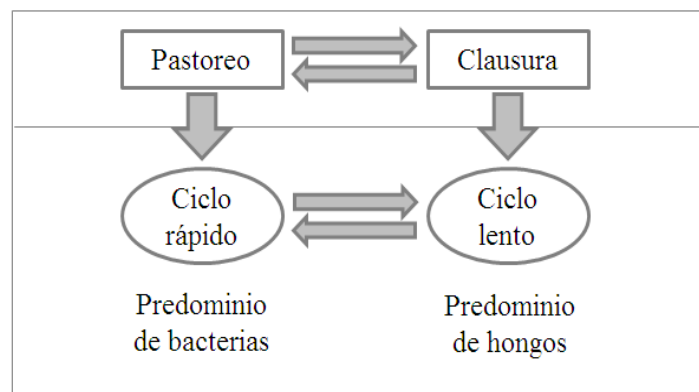 Pastoreo
Clausura
Ciclo
rápido
Ciclo
lento
Predominio
de bacterias
Predominio
de hongos